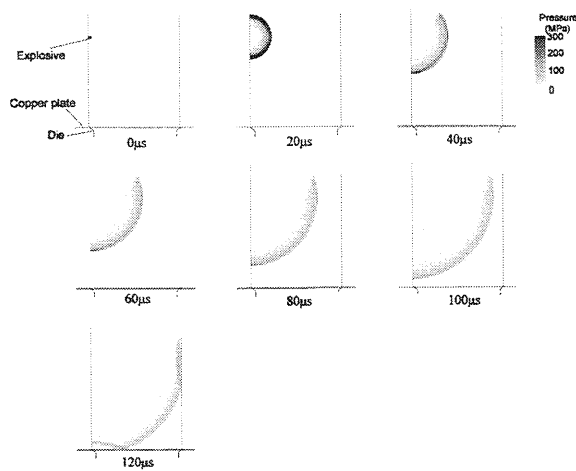 Pressure
(MPa)
300
200
100
0
Explosive
Copper plate
Die
0μs
20μs
40μs
60μs
80μs
100μs
120μs